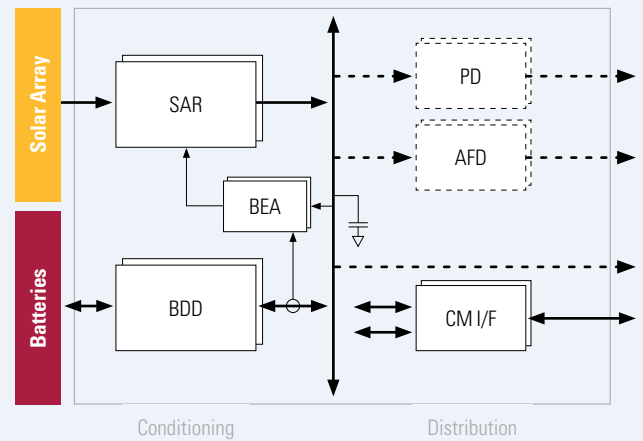 Solar Array
SAR
PD
AFD
BEA
Batteries
BDD
CM I/F
Conditioning
Distribution